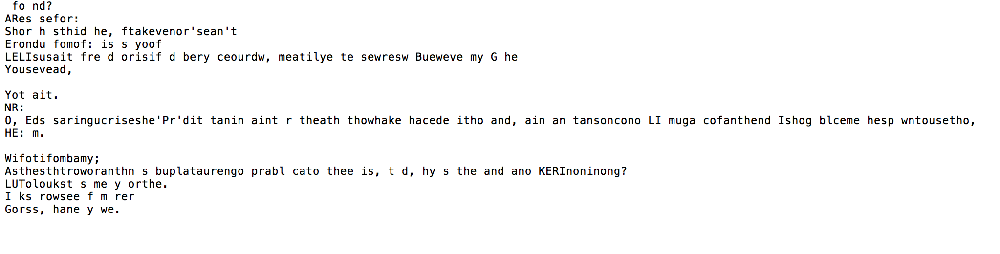 fo nd?
ARes sefor:
Shor h sthid he, ftakevenor'sean't
Erondu fomof: is s yoof
LELIsusait fre d orisif d bery ceourdw, meatilye te sewresw Bueweve my G he
Yousevead,
Yot ait.
NR:
O, Eds saringucriseshe'Pr'dit tanin aint r theath thowhake hacede itho and, ain an tansoncono LI muga cofanthend Ishog blceme hesp wntousetho,
HE: m.
Wifotifombamy;
Asthesthtroworanthn s buplataurengo prabl cato thee is, t d, hy s the and ano KERInoninong?
LUToloukst s me y orthe.
I ks rowsee f m rer
Gorss, hane y we.